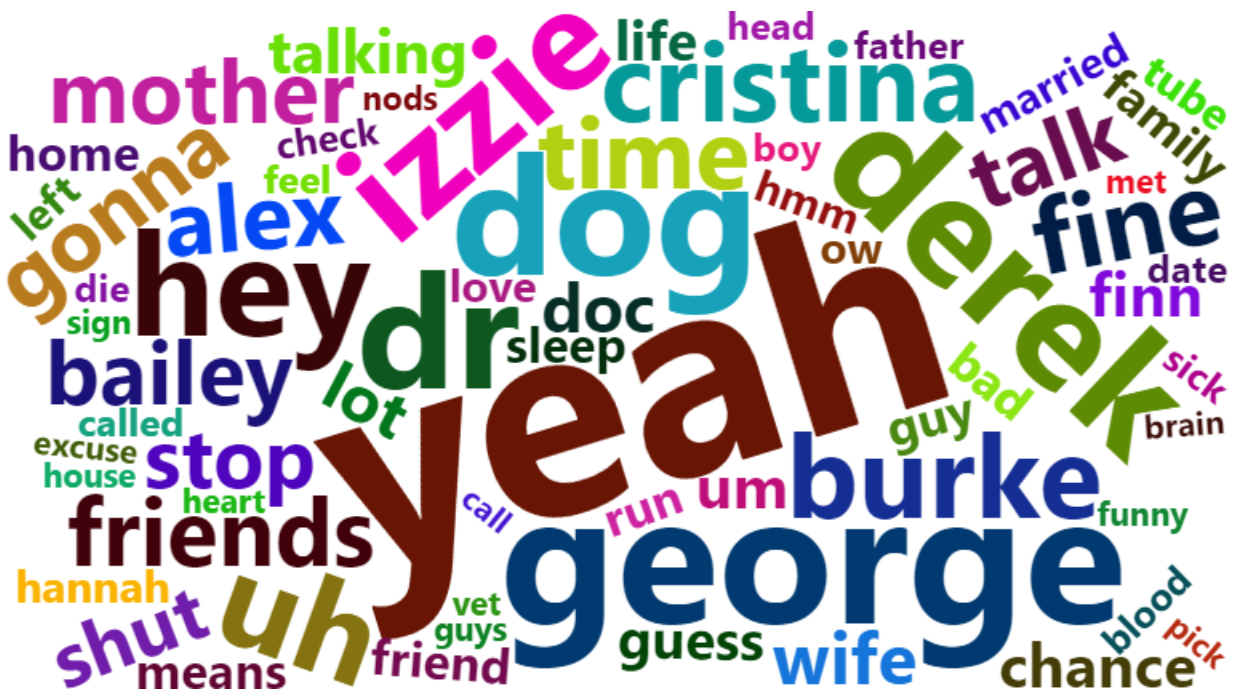 life
head
talking
izzie
cristina
father
mother
nods
married
tube
family
check
time
boy
home
gonna
feel
alex
dog
hmm
derek
talk
met
left
fine
ow
date
hey
die
sign
love
dr
doc
finn
yeah
sleep
bailey
lot
bad
sick
guy
brain
called
excuse
stop
house
burke
heart
call
run
um
friends
george
funny
hannah
uh
vet
guys
blood
shut
guess
pick
means
friend
wife
chance